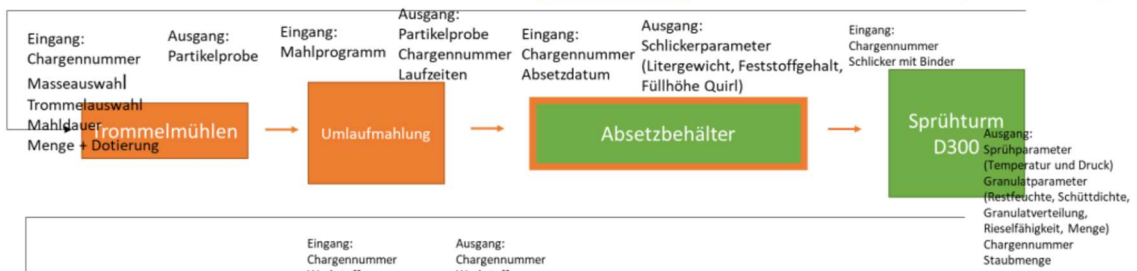 Eingang:
Chargennummer
Masseauswahl
Trommelauswahl
Mahldauer
Menge + Dotierung
Trommelmühlen
Ausgang:
Partikelprobe
Eingang:
Mahlprogramm
Umlaufmahlung
Ausgang:
Partikelprobe
Chargennummer
Laufzeiten
Eingang:
Chargennummer
Absetzdatum
Absetzbehälter
Ausgang:
Schlickerparameter
(Litergewicht, Feststoffgehalt,
Füllhöhe Quirl)
Eingang:
Chargennummer
Schlicker mit Binder
Sprühturm
D300
Ausgang:
Sprühparameter
(Temperatur und Druck)
Granulatparameter
(Restfeuchte, Schüttdichte,
Granulatverteilung,
Rieselfähigkeit, Menge)
Chargennummer
Staubmenge
Eingang:
Chargennummer
Ausgang:
Chargennummer